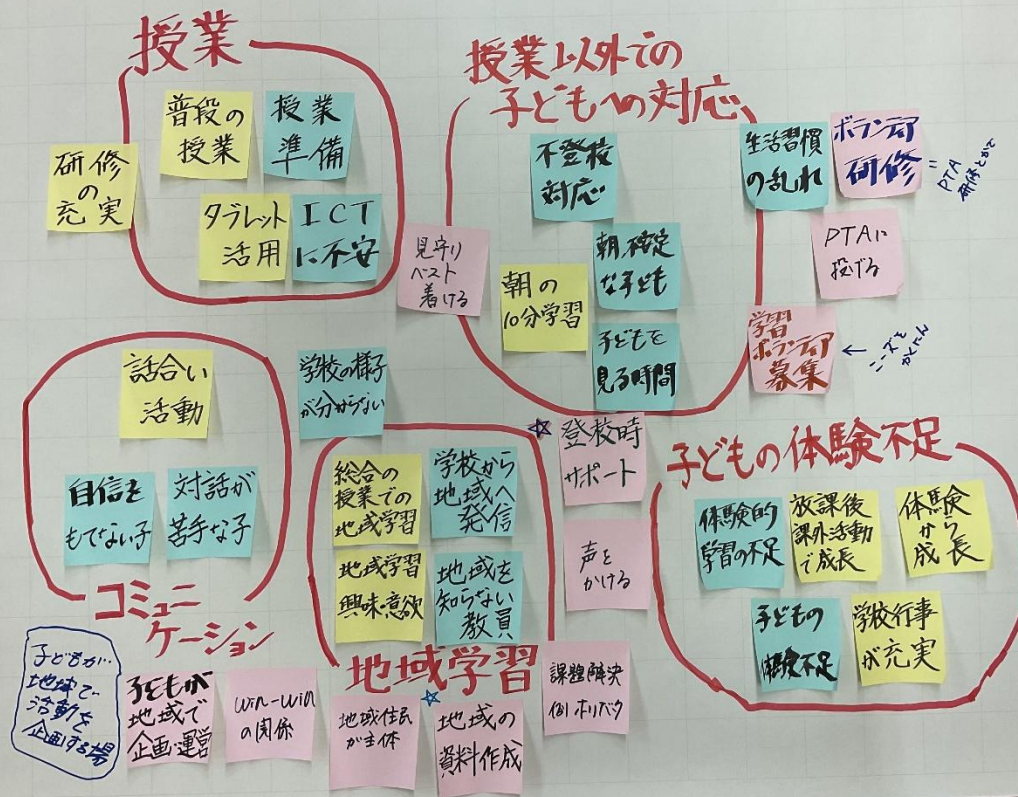 授業
普段の
授業
授業
準備
研修
の
充実
タブレット
活用
ICT
に不安
授業以外での
子どもへの対応
不登校
対応
生活習慣
の乱れ
ボランティア
研修
=PTA
研修とかで
PTAに
投げる
見守り
ベスト
着ける
朝の
10分学習
な子ども
子どもを
見る時間
学習
ボランティア
募集
←
話合い
活動
学校の様子
が分からない
自信を
もてない子
対話が
苦手な子
コミュニ
ケーション
総合の
授業での
地域学習
学校から
地域へ
発信
地域学習
興味・意欲
地域を
知らない
教員
地域学習
☆
登校時
サポート
声を
かける
子どもの体験不足
体験的
学習の不足
放課後
課外活動
で成長
体験
から
成長
子どもの
体験不足
学校行事
が充実
子どもが
地域で
活動を
企画する場
子どもが
地域で
企画・運営
win-win
の関係
地域住民
が主体
☆
地域の
資料作成
課題解決